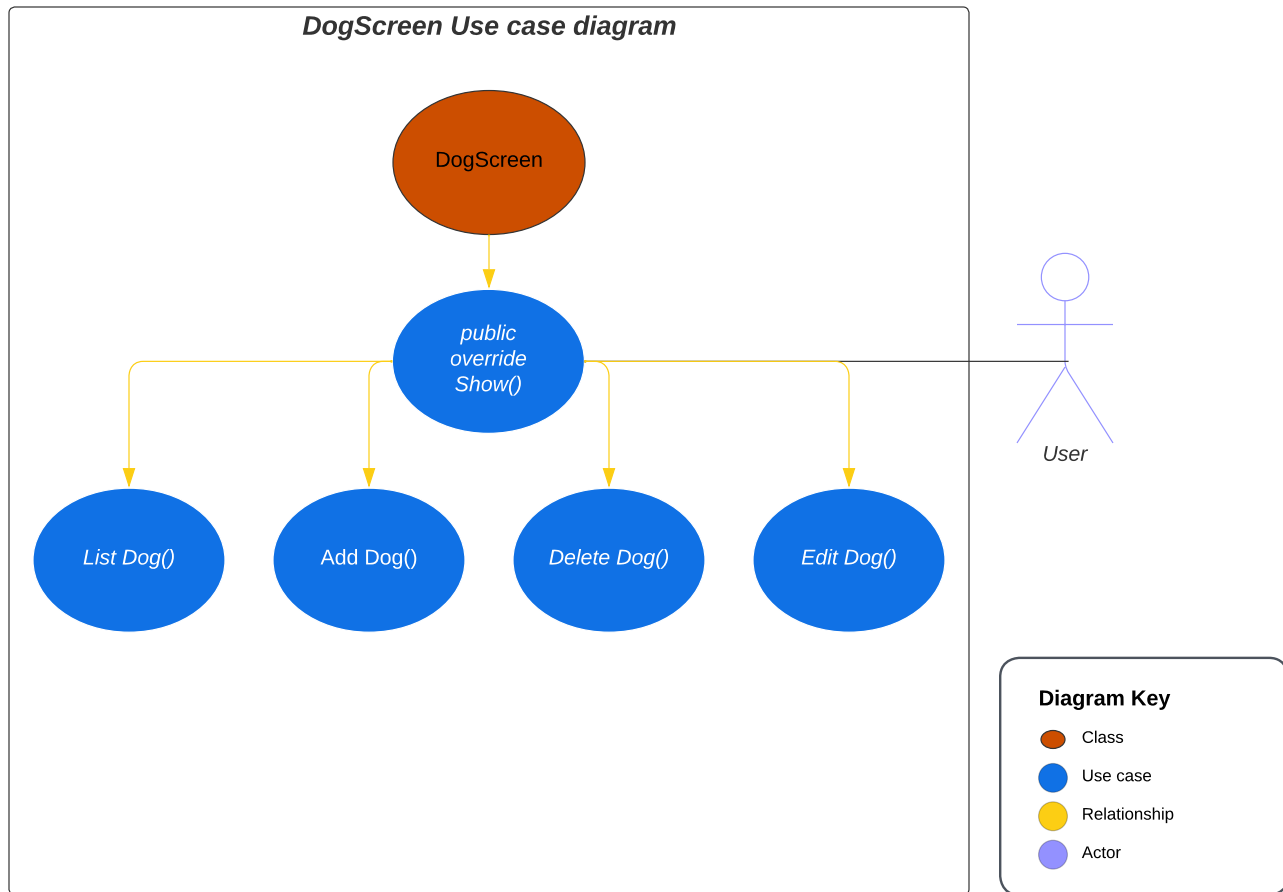 DogScreen Use case diagram
DogScreen
public
override
Show()
User
List Dog()
Add Dog()
Delete Dog()
Edit Dog()
Diagram Key
Class
Use case
Relationship
Actor